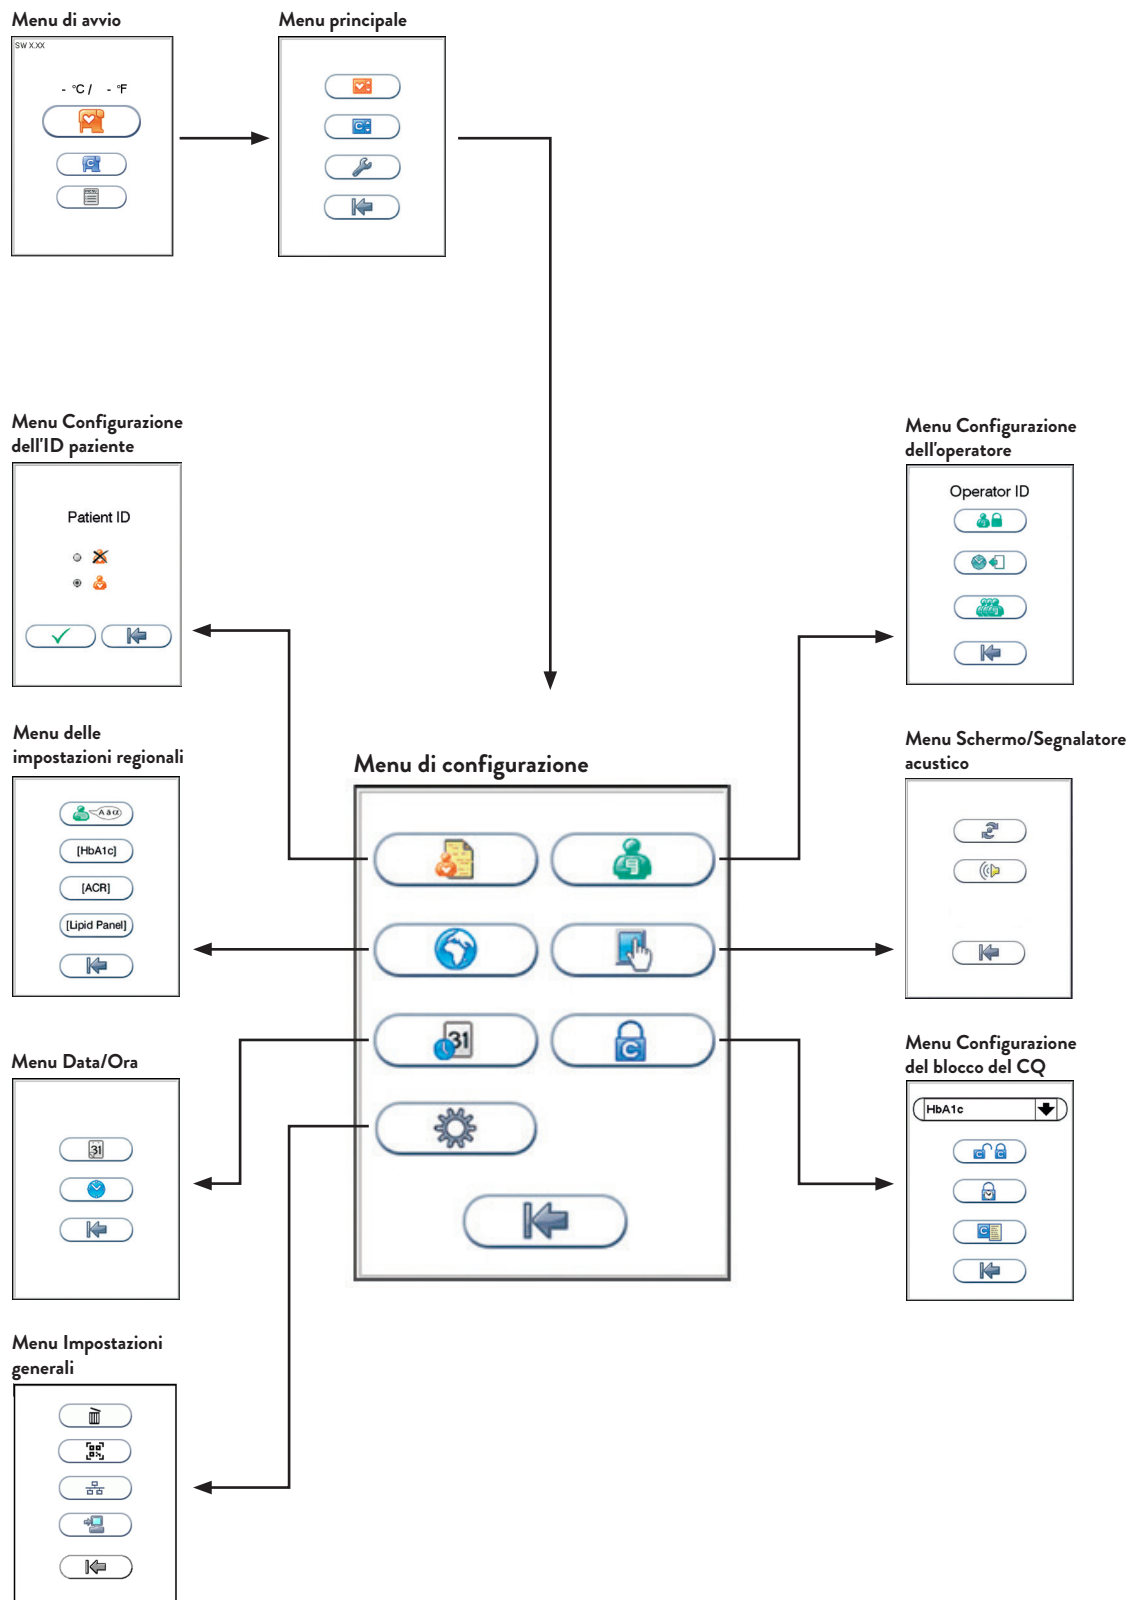 Menu di avvio
SW X.XX
- °C / - °F
MENU
Menu principale
Menu Configurazione
dell'ID paziente
Patient ID
Menu Configurazione
dell'operatore
Operator ID
Menu delle
impostazioni regionali
A â α
[HbA1c]
[ACR]
[Lipid Panel]
Menu di configurazione
31
C
Menu Schermo/Segnalatore
acustico
Menu Data/Ora
31
Menu Configurazione
del blocco del CQ
HbA1c
C C
C
Menu Impostazioni
generali